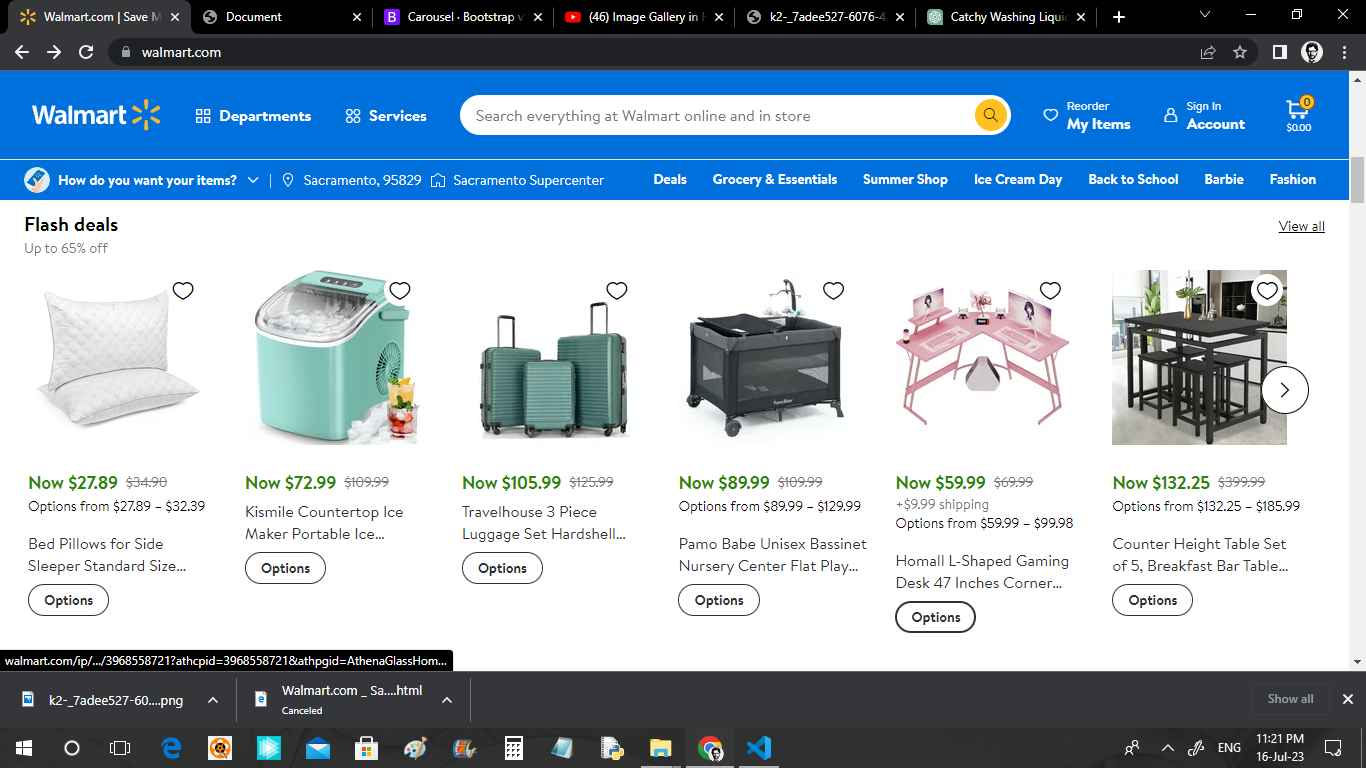 Walmart.com | Save M
Document
Carousel · Bootstrap v
(46) Image Gallery in
k2-_7adee527-6076-4
Catchy Washing Liqui
walmart.com
Walmart
Departments
Services
Search everything at Walmart online and in store
Reorder
My Items
Sign In
Account
0
$0.00
How do you want your items?
Sacramento, 95829
Sacramento Supercenter
Deals
Grocery & Essentials
Summer Shop
Ice Cream Day
Back to School
Barbie
Fashion
Flash deals
View all
Up to 65% off
Now $27.89 $34.90
Options from $27.89 – $32.39
Bed Pillows for Side
Sleeper Standard Size...
Options
Now $72.99 $109.99
Kismile Countertop Ice
Maker Portable Ice...
Options
Now $105.99 $125.99
Travelhouse 3 Piece
Luggage Set Hardshell...
Options
Pamo Babe
Now $89.99 $109.99
Options from $89.99 – $129.99
Pamo Babe Unisex Bassinet
Nursery Center Flat Play...
Options
Now $59.99 $69.99
+$9.99 shipping
Options from $59.99 – $99.98
Homall L-Shaped Gaming
Desk 47 Inches Corner...
Options
Now $132.25 $399.99
Options from $132.25 – $185.99
Counter Height Table Set
of 5, Breakfast Bar Table...
Options
walmart.com/ip/.../3968558721?athcpid=3968558721&athpgid=AthenaGlassHom...
k2-_7adee527-60....png
Walmart.com _ Sa....html
Canceled
Show all
ENG
11:21 PM
16-Jul-23